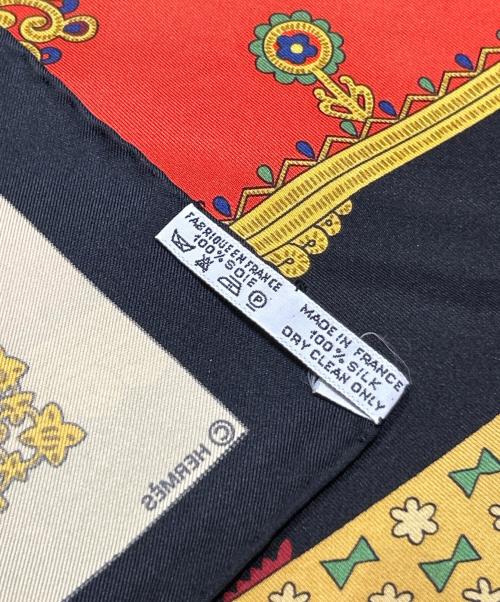 FABRIQUE EN FRANCE
100% SOIE
P
MADE IN FRANCE
100% SILK
DRY CLEAN ONLY
© HERMÈS